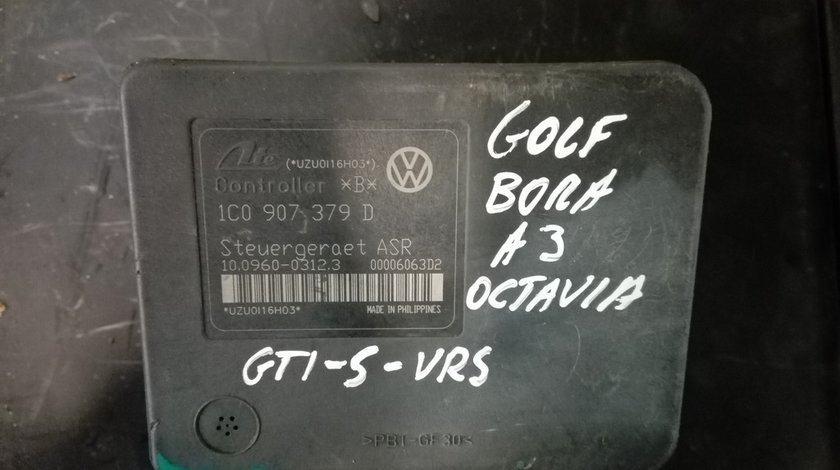 Ate (*UZU0I16H03*)
Controller *B*
1C0 907 379 D
Steuergeraet ASR
10.0960-0312.3 00006063D2
*UZU0I16H03*
MADE IN PHILIPPINES
GOLF
BORA
A3
OCTAVIA
GTI-S-VRS
>PBT-GF30<